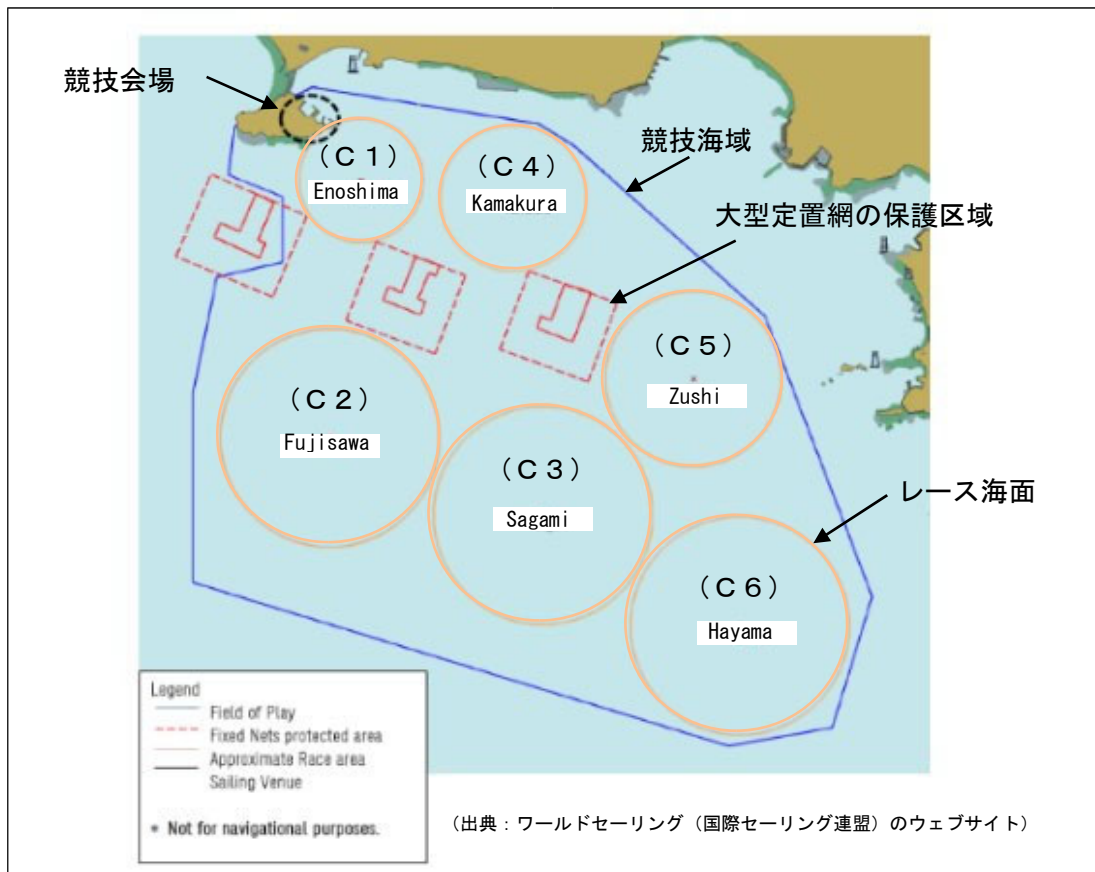 競技会場
競技海域
大型定置網の保護区域
（Ｃ１）
Enoshima
（Ｃ４）
Kamakura
（Ｃ５）
Zushi
（Ｃ２）
Fujisawa
（Ｃ３）
Sagami
レース海面
（Ｃ６）
Hayama
Legend
Field of Play
Fixed Nets protected area
Approximate Race area
Sailing Venue
* Not for navigational purposes.
（出典：ワールドセーリング（国際セーリング連盟）のウェブサイト）